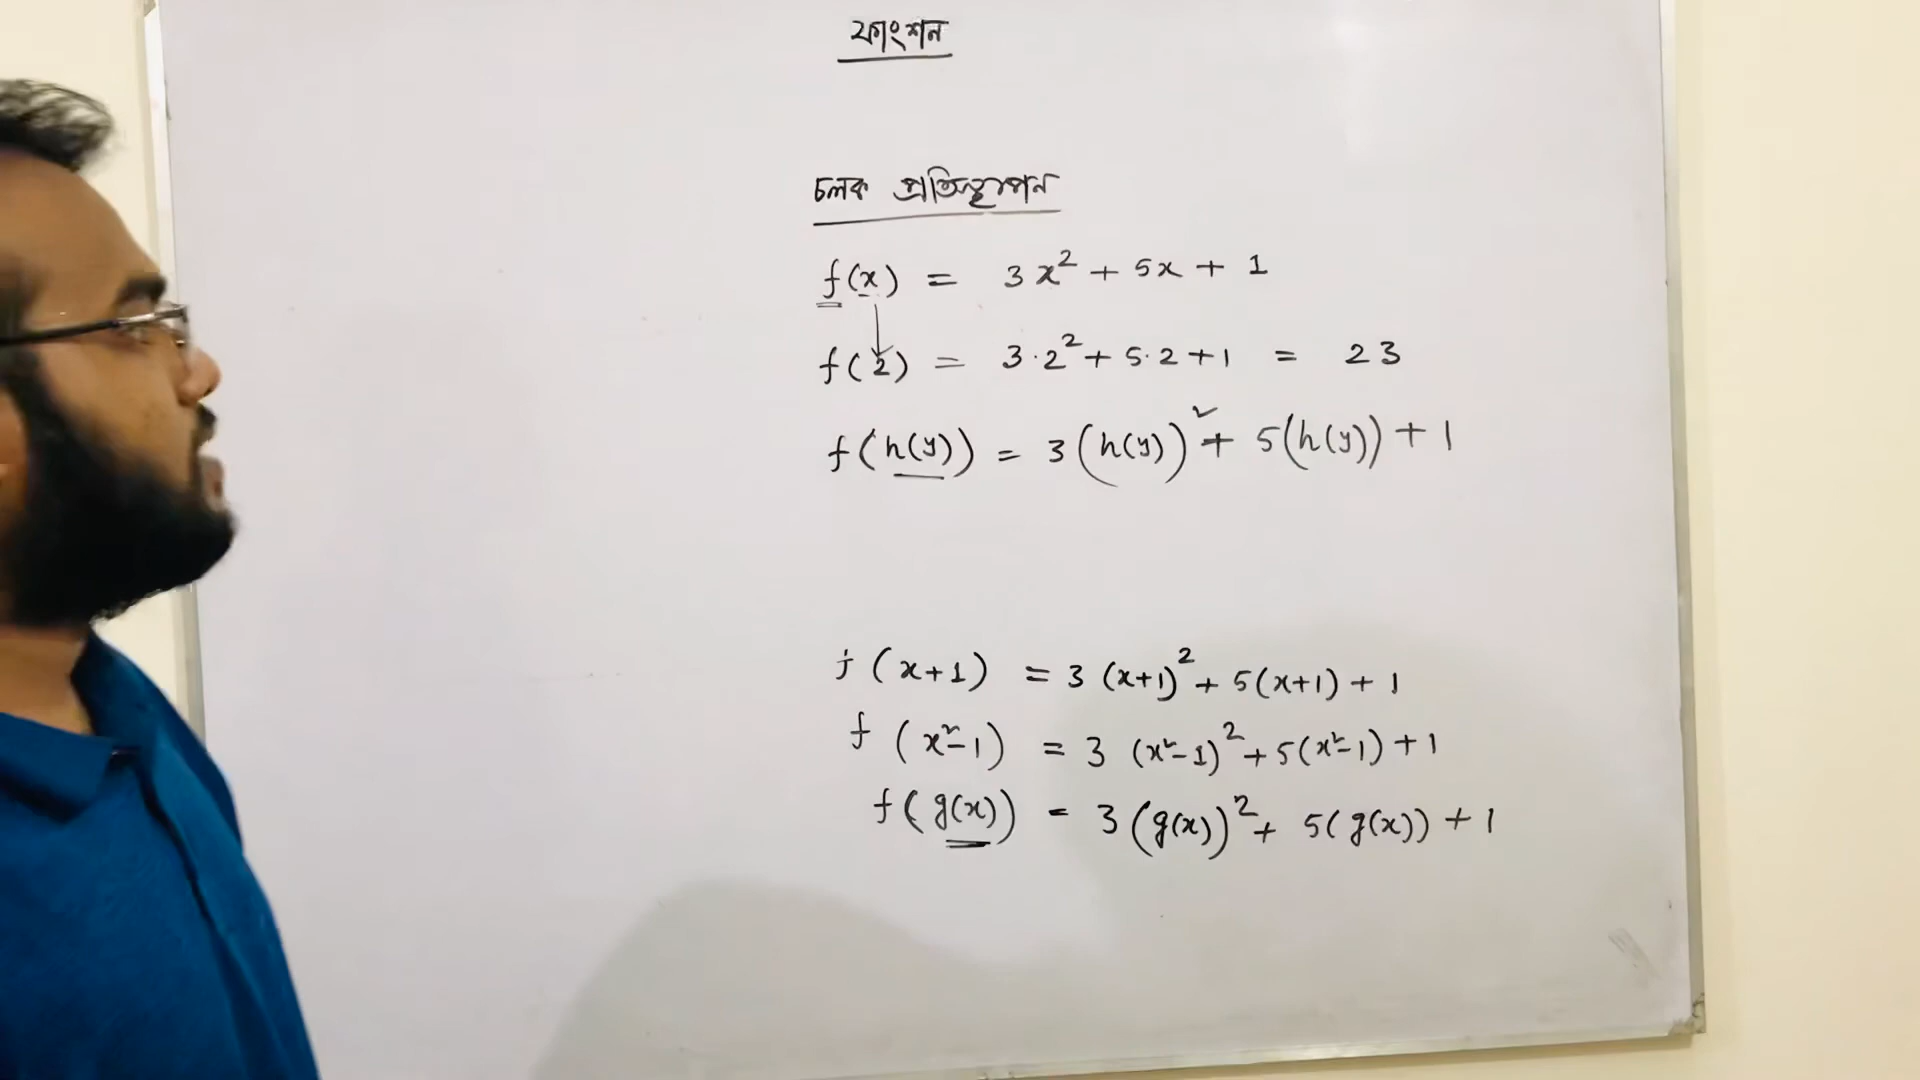 ফাংশন
চলক প্রতিস্থাপন
f(x) = 3x² + 5x + 1
f(2) = 3·2² + 5·2 + 1 = 23
f(h(y)) = 3(h(y))² + 5(h(y)) + 1
f(x+1) = 3(x+1)² + 5(x+1) + 1
f(x²-1) = 3(x²-1)² + 5(x²-1) + 1
f(g(x)) = 3(g(x))² + 5(g(x)) + 1